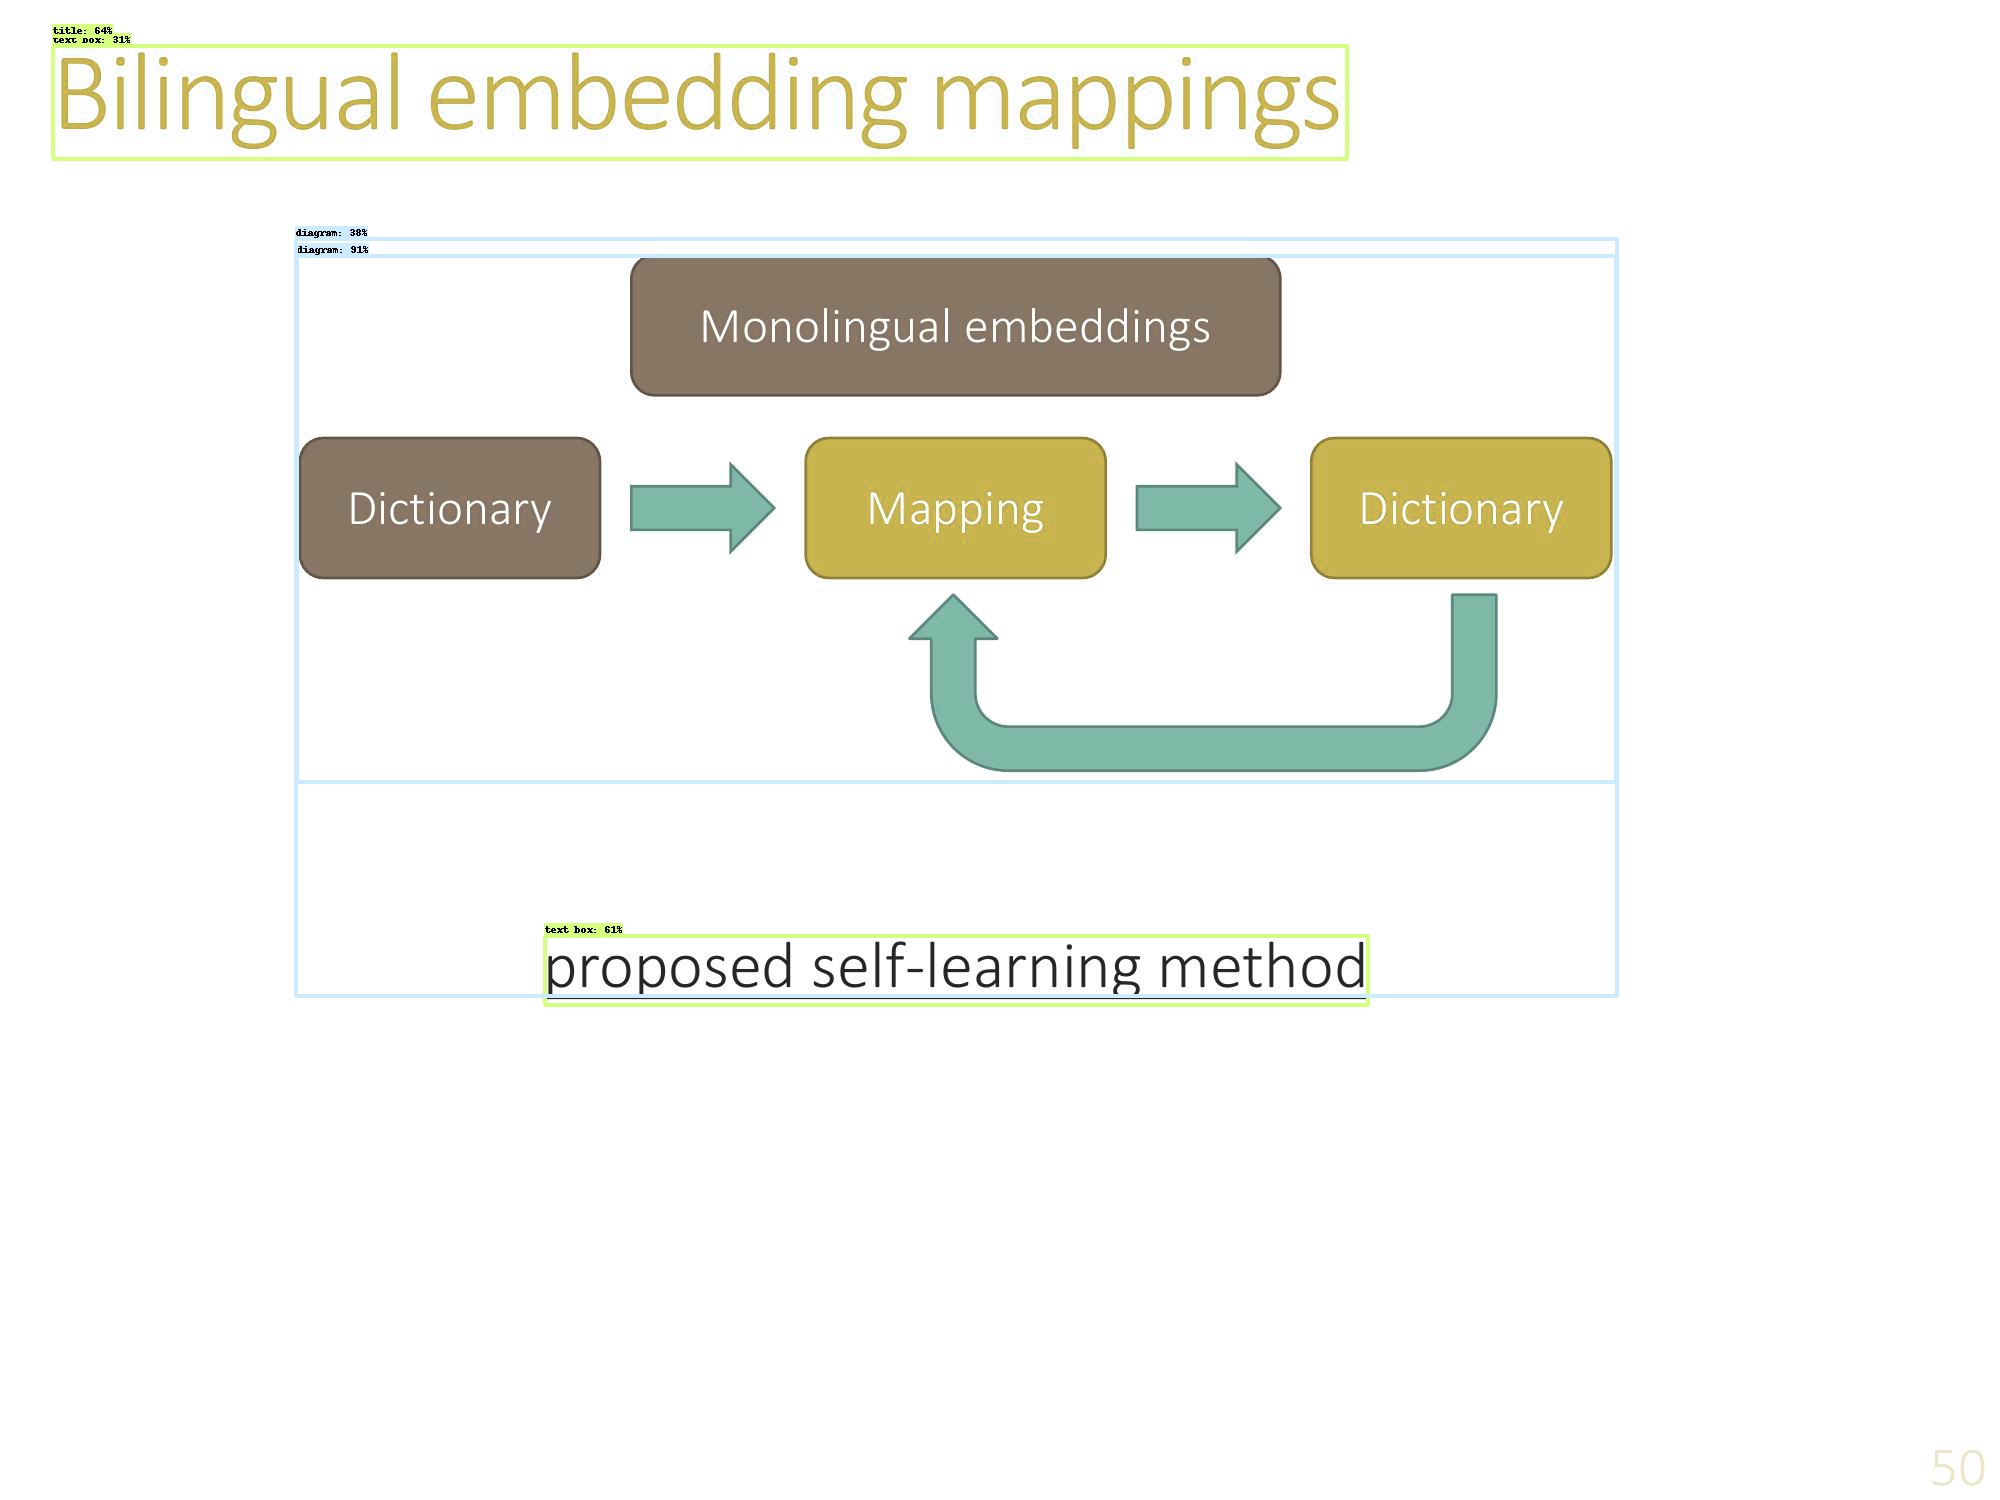 title: 64%
text box: 31%
Bilingual embedding mappings
diagram: 38%
diagram: 91%
Monolingual embeddings
Dictionary
Mapping
Dictionary
text box: 61%
proposed self-learning method
50